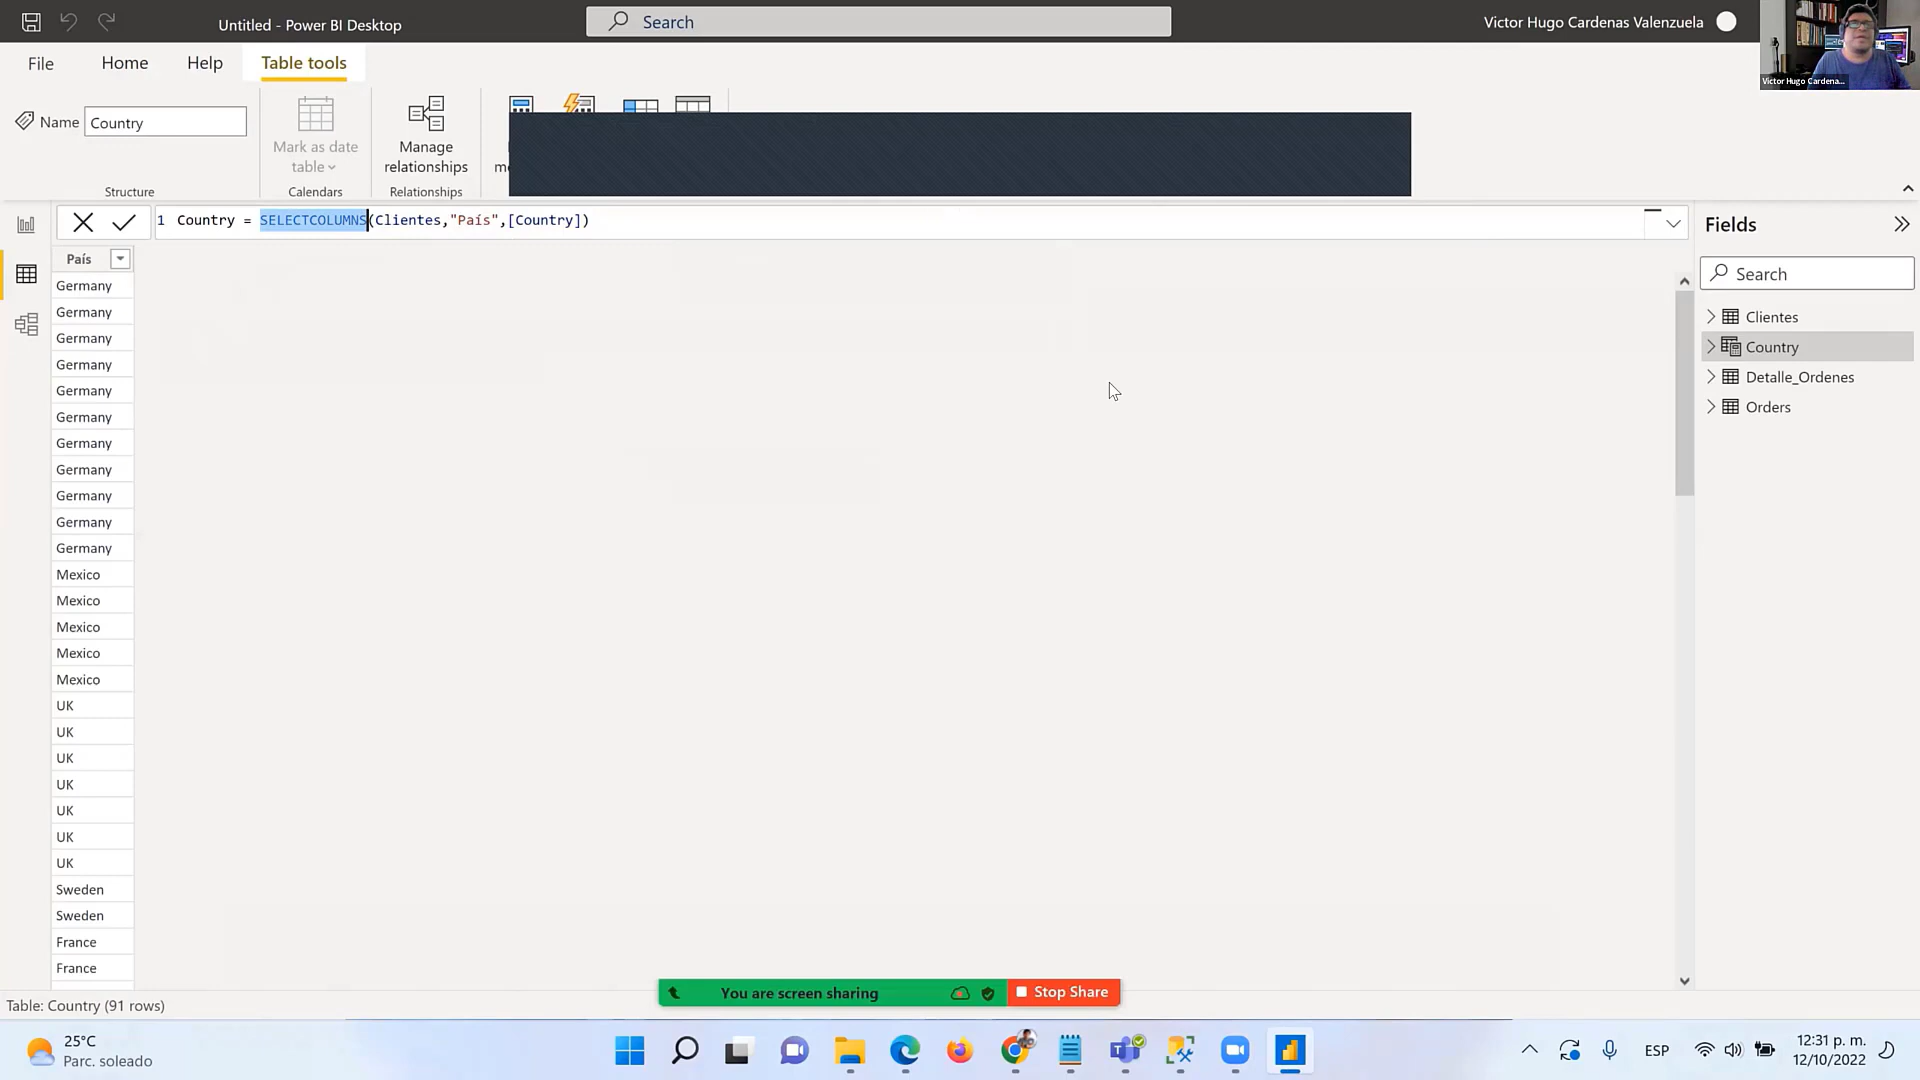 Untitled - Power BI Desktop
Search
Victor Hugo Cardenas Valenzuela
Victor Hugo Cardena...
File
Home
Help
Table tools
Name
Country
Mark as date
table
Manage
relationships
Structure
Calendars
Relationships
1 Country = SELECTCOLUMNS(Clientes,"País",[Country])
Fields
Search
Clientes
Country
Detalle_Ordenes
Orders
País
Germany
Germany
Germany
Germany
Germany
Germany
Germany
Germany
Germany
Germany
Germany
Mexico
Mexico
Mexico
Mexico
Mexico
UK
UK
UK
UK
UK
UK
UK
Sweden
Sweden
France
France
You are screen sharing
Stop Share
Table: Country (91 rows)
25°C
Parc. soleado
ESP
12:31 p. m.
12/10/2022